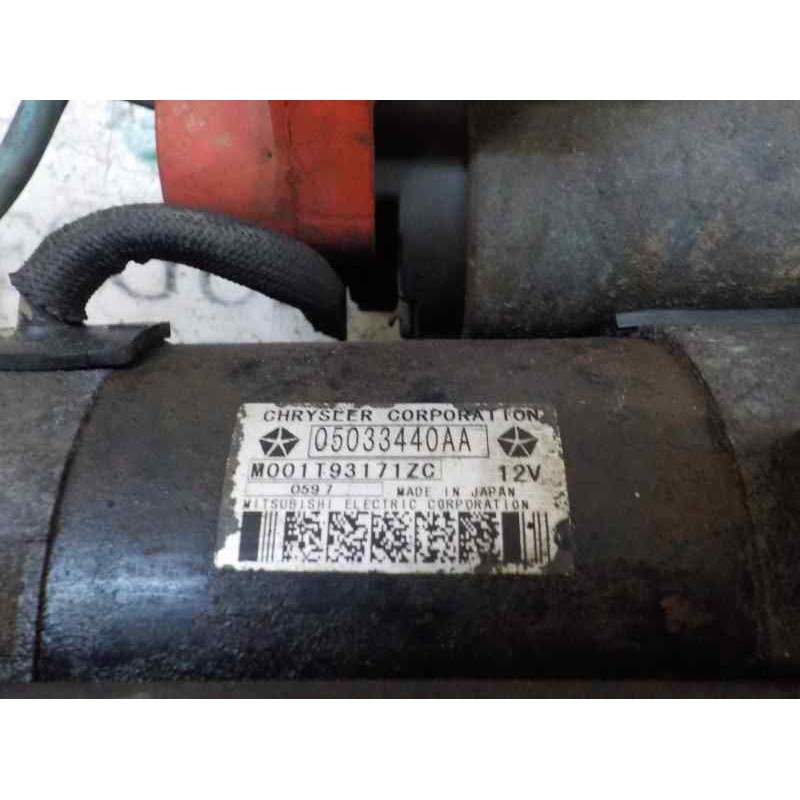 CHRYSLER CORPORATION
05033440AA
M001T93171ZC 12V
0597 MADE IN JAPAN
MITSUBISHI ELECTRIC CORPORATION